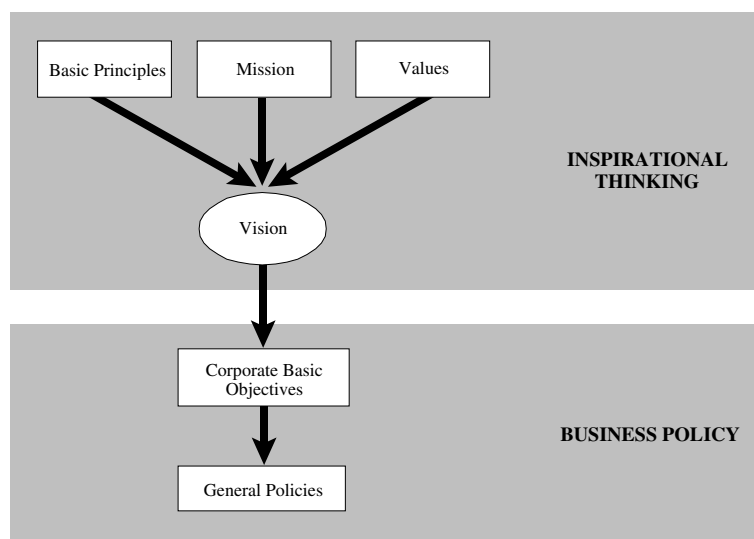 Basic Principles
Mission
Values
INSPIRATIONAL
THINKING
Vision
Corporate Basic
Objectives
BUSINESS POLICY
General Policies